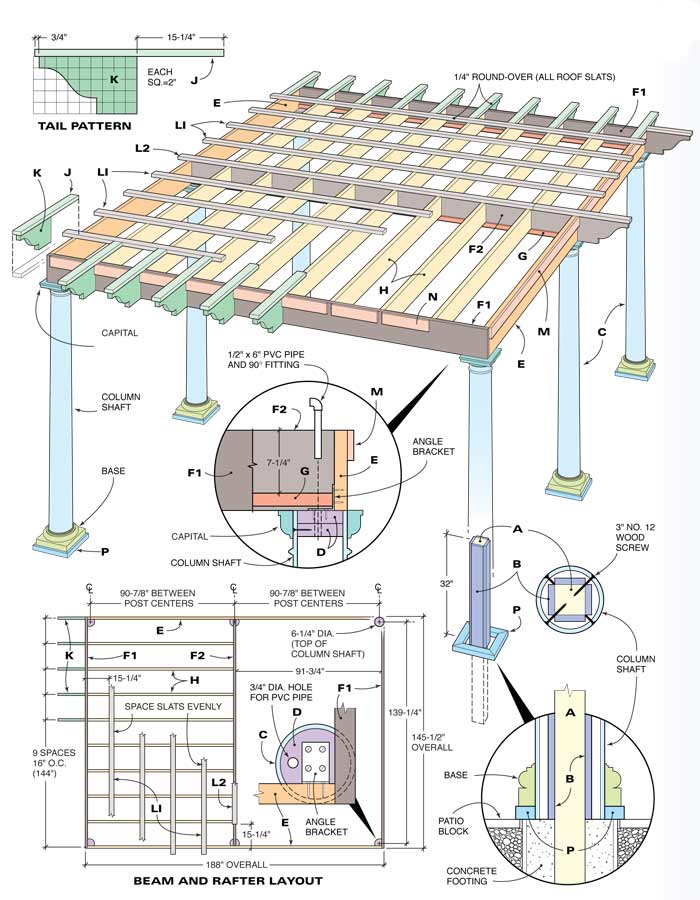 3/4"
15-1/4"
K
EACH
SQ.=2"
J
TAIL PATTERN
1/4" ROUND-OVER (ALL ROOF SLATS)
E
F1
LI
L2
K
J
LI
F2
G
H
N
F1
M
E
C
CAPITAL
1/2" x 6" PVC PIPE
AND 90° FITTING
COLUMN
SHAFT
F2
M
ANGLE
BRACKET
7-1/4"
E
F1
G
BASE
CAPITAL
D
COLUMN SHAFT
P
A
3" NO. 12
WOOD
SCREW
32"
B
P
COLUMN
SHAFT
90-7/8" BETWEEN
POST CENTERS
90-7/8" BETWEEN
POST CENTERS
E
6-1/4" DIA.
(TOP OF
COLUMN SHAFT)
K
F1
F2
H
91-3/4"
15-1/4"
3/4" DIA. HOLE
FOR PVC PIPE
F1
SPACE SLATS EVENLY
D
139-1/4"
145-1/2"
OVERALL
C
9 SPACES
16" O.C.
(144")
LI
L2
E
ANGLE
BRACKET
15-1/4"
188" OVERALL
BEAM AND RAFTER LAYOUT
A
BASE
B
PATIO
BLOCK
P
CONCRETE
FOOTING